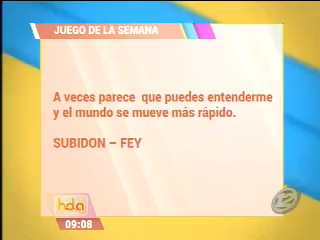 JUEGO DE LA SEMANA
A veces parece que puedes entenderme
y el mundo se mueve más rápido.
SUBIDON – FEY
hda
09:08
12